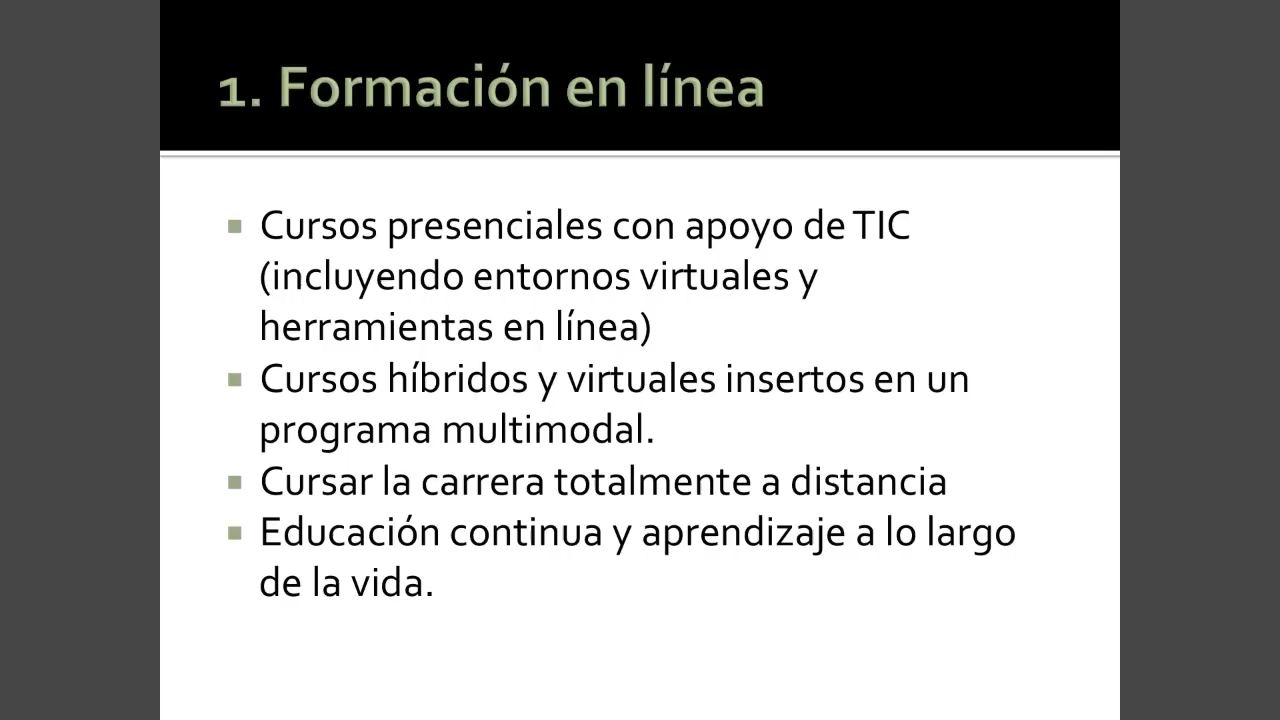 1. Formación en línea
Cursos presenciales con apoyo de TIC
(incluyendo entornos virtuales y
herramientas en línea)
Cursos híbridos y virtuales insertos en un
programa multimodal.
Cursar la carrera totalmente a distancia
Educación continua y aprendizaje a lo largo
de la vida.